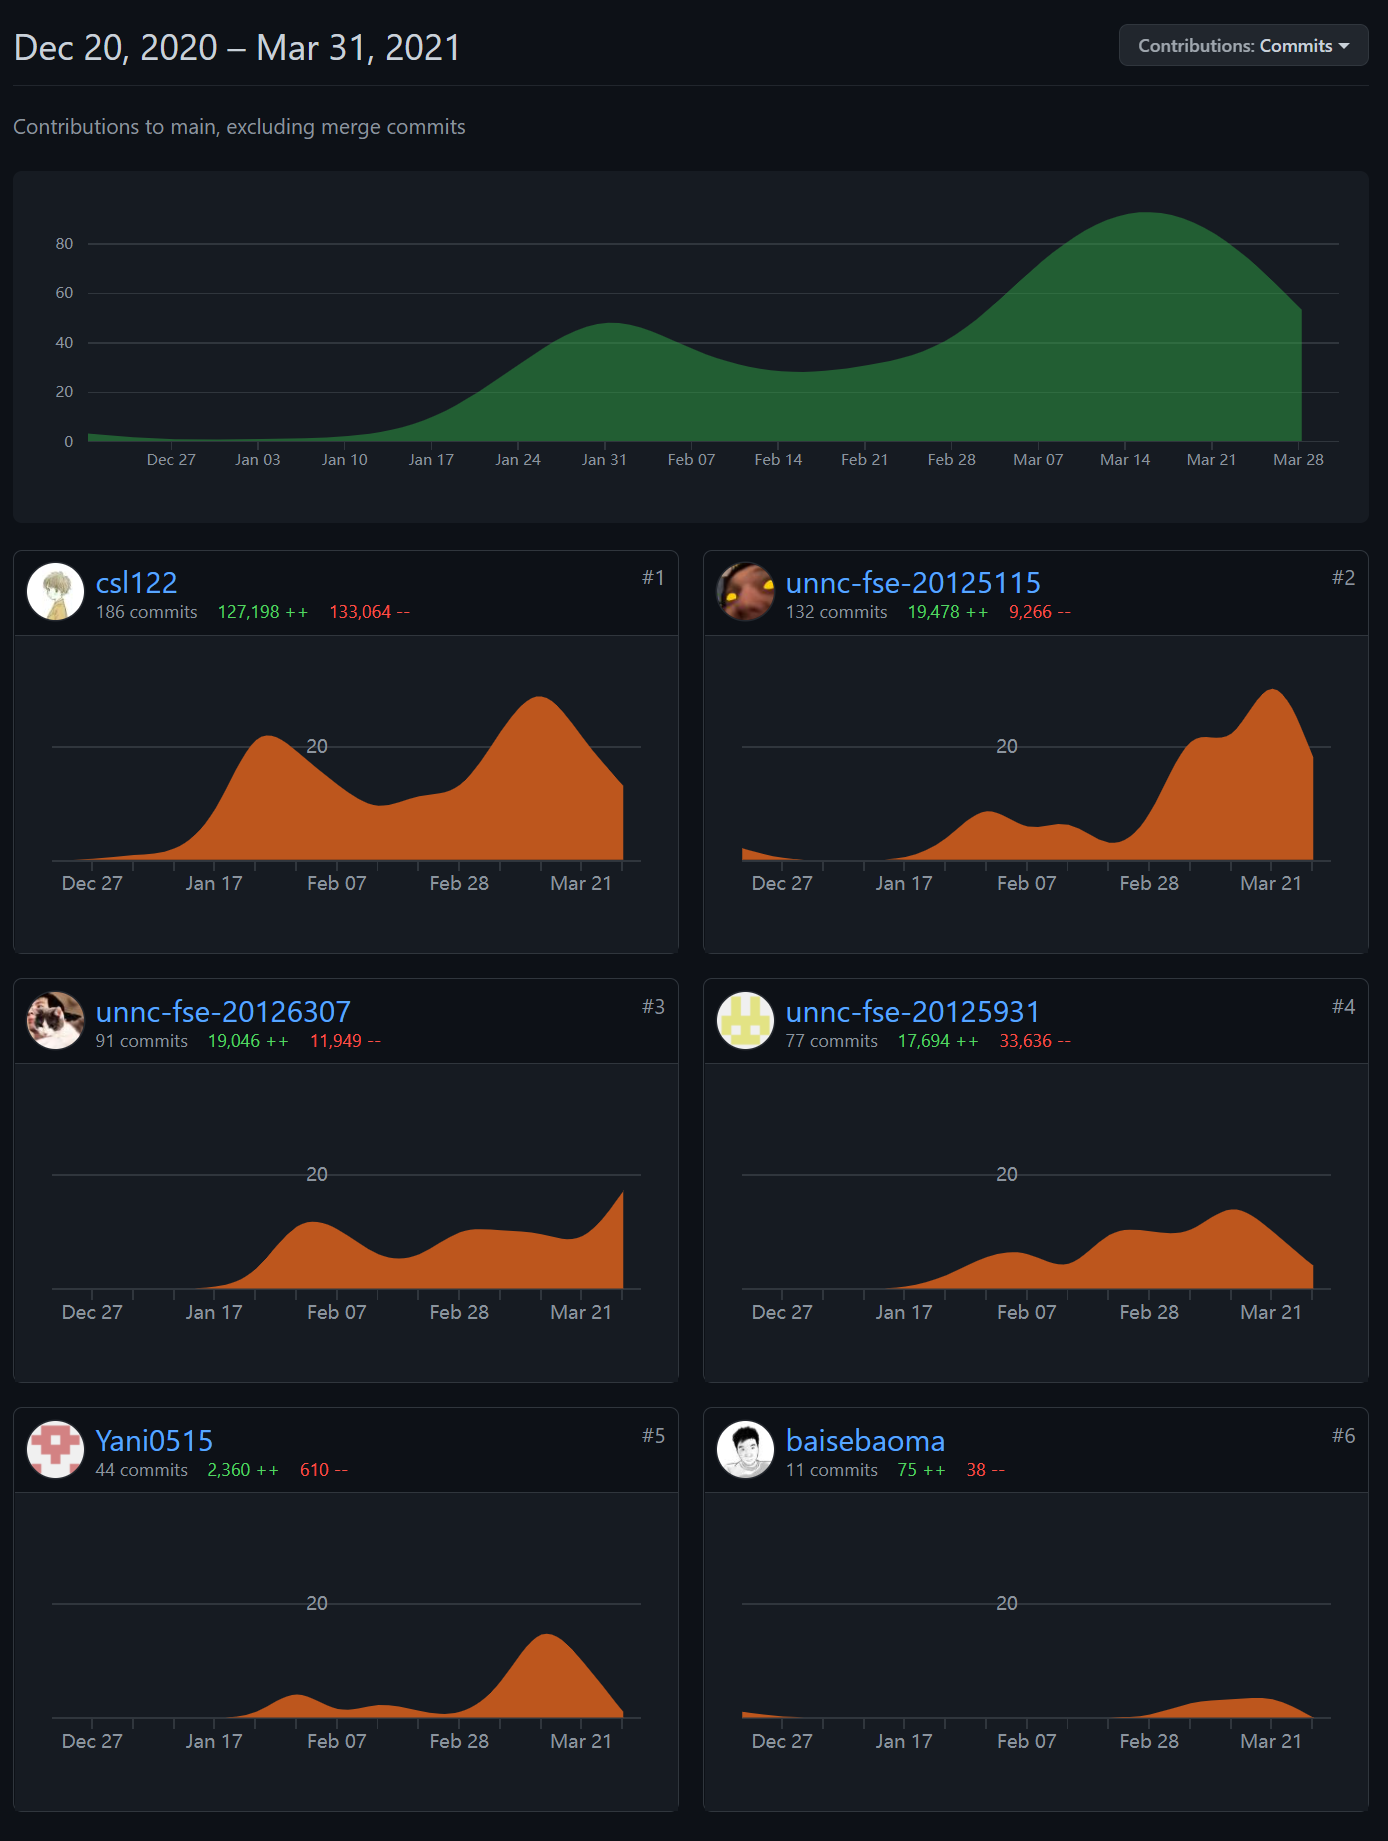 Dec 20, 2020 – Mar 31, 2021
Contributions: Commits
Contributions to main, excluding merge commits
80
60
40
20
0
Dec 27 Jan 03 Jan 10 Jan 17 Jan 24 Jan 31 Feb 07 Feb 14 Feb 21 Feb 28 Mar 07 Mar 14 Mar 21 Mar 28
csl122 #1
186 commits 127,198 ++ 133,064 --
20
Dec 27 Jan 17 Feb 07 Feb 28 Mar 21
unnc-fse-20125115 #2
132 commits 19,478 ++ 9,266 --
20
Dec 27 Jan 17 Feb 07 Feb 28 Mar 21
unnc-fse-20126307 #3
91 commits 19,046 ++ 11,949 --
20
Dec 27 Jan 17 Feb 07 Feb 28 Mar 21
unnc-fse-20125931 #4
77 commits 17,694 ++ 33,636 --
20
Dec 27 Jan 17 Feb 07 Feb 28 Mar 21
Yani0515 #5
44 commits 2,360 ++ 610 --
20
Dec 27 Jan 17 Feb 07 Feb 28 Mar 21
baisebaoma #6
11 commits 75 ++ 38 --
20
Dec 27 Jan 17 Feb 07 Feb 28 Mar 21